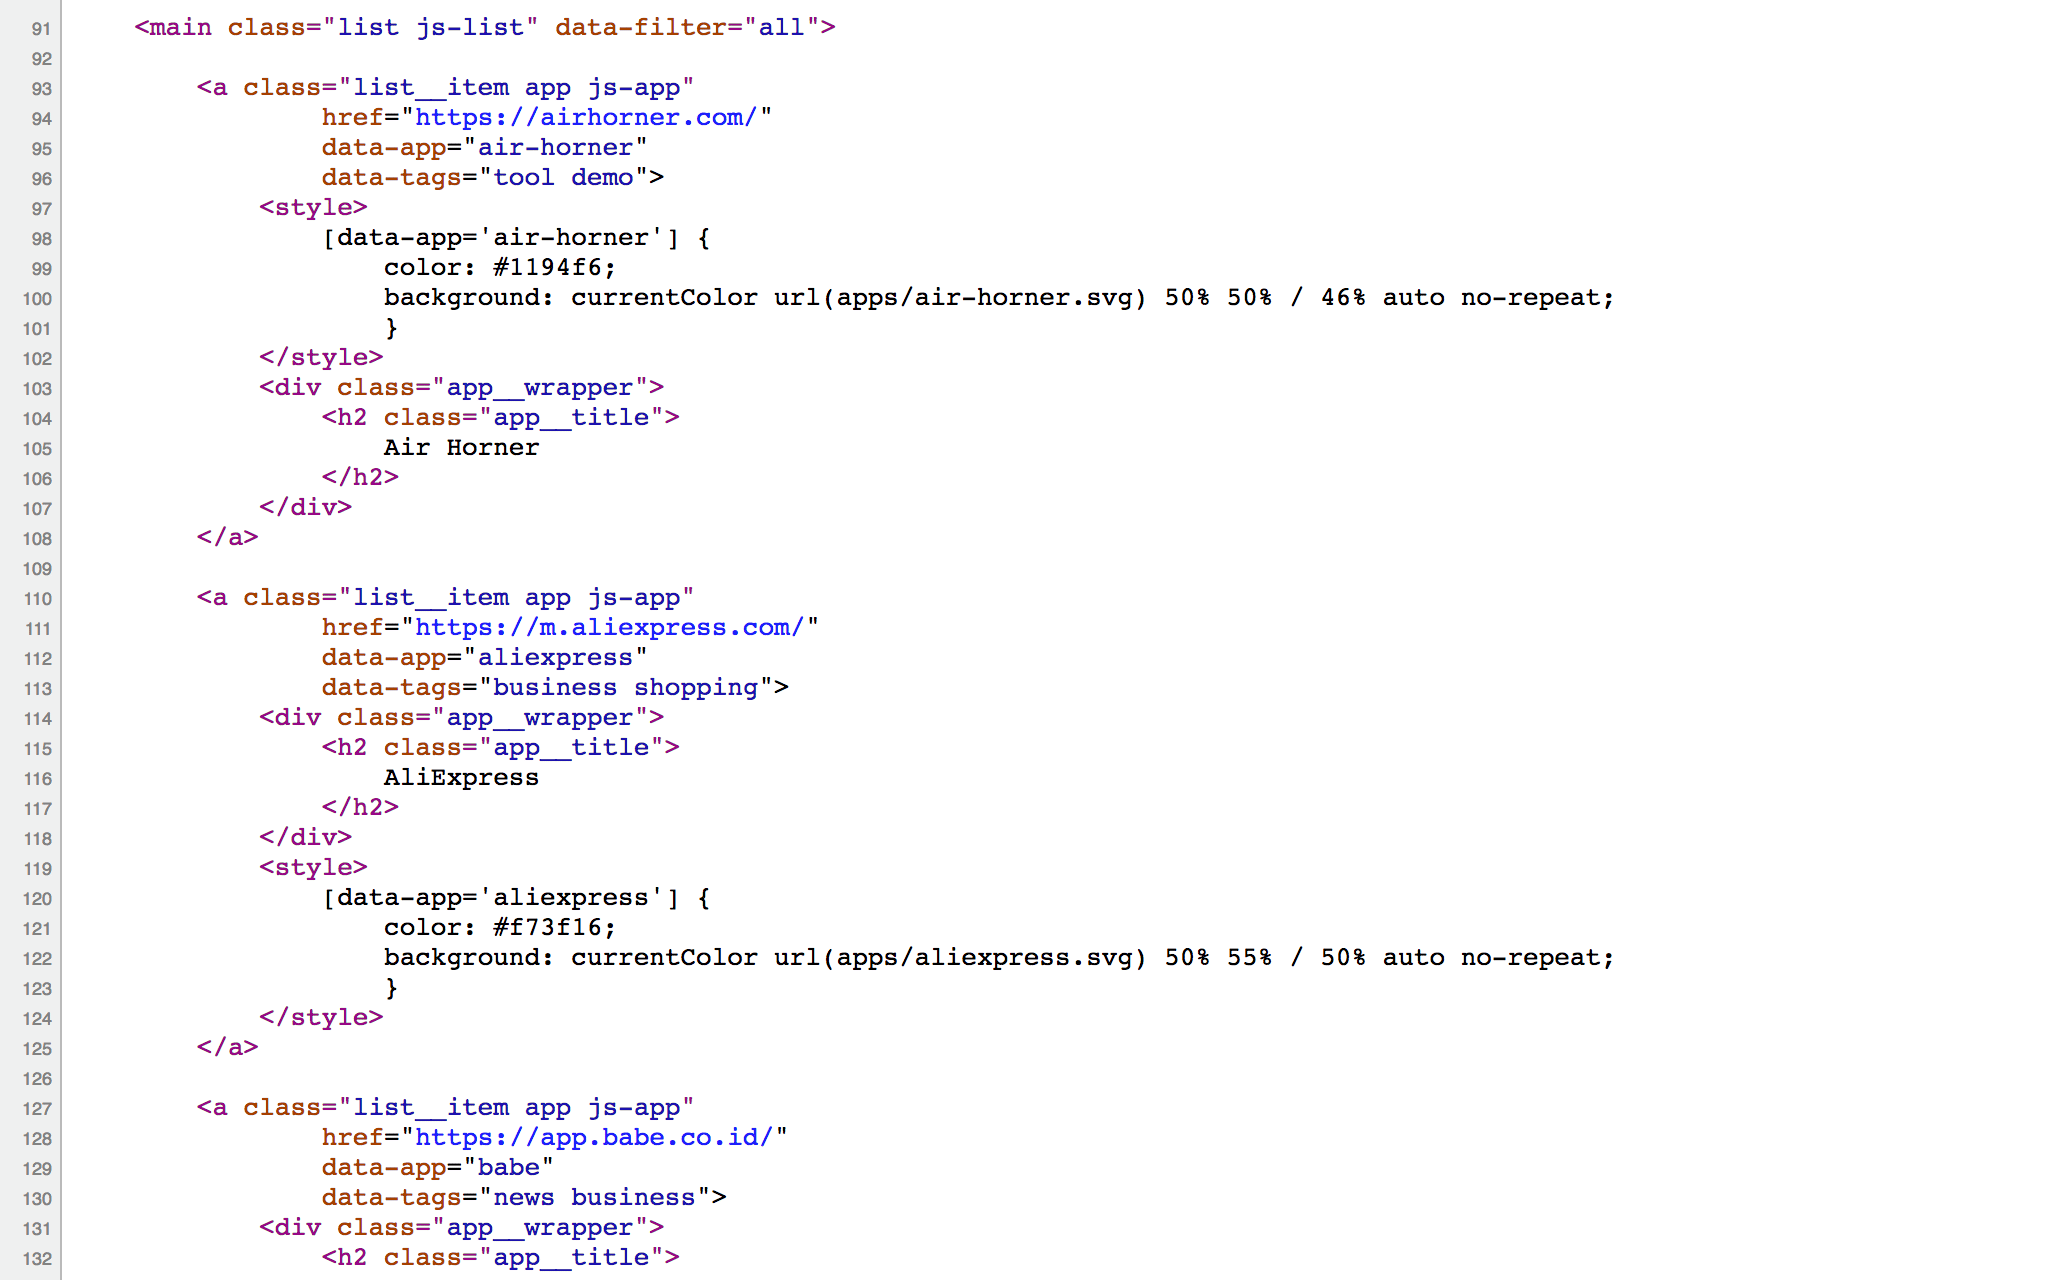 91 <main class="list js-list" data-filter="all">
92
93 <a class="list__item app js-app"
94 href="https://airhorner.com/"
95 data-app="air-horner"
96 data-tags="tool demo">
97 <style>
98 [data-app='air-horner'] {
99 color: #1194f6;
100 background: currentColor url(apps/air-horner.svg) 50% 50% / 46% auto no-repeat;
101 }
102 </style>
103 <div class="app__wrapper">
104 <h2 class="app__title">
105 Air Horner
106 </h2>
107 </div>
108 </a>
109
110 <a class="list__item app js-app"
111 href="https://m.aliexpress.com/"
112 data-app="aliexpress"
113 data-tags="business shopping">
114 <div class="app__wrapper">
115 <h2 class="app__title">
116 AliExpress
117 </h2>
118 </div>
119 <style>
120 [data-app='aliexpress'] {
121 color: #f73f16;
122 background: currentColor url(apps/aliexpress.svg) 50% 55% / 50% auto no-repeat;
123 }
124 </style>
125 </a>
126
127 <a class="list__item app js-app"
128 href="https://app.babe.co.id/"
129 data-app="babe"
130 data-tags="news business">
131 <div class="app__wrapper">
132 <h2 class="app__title">